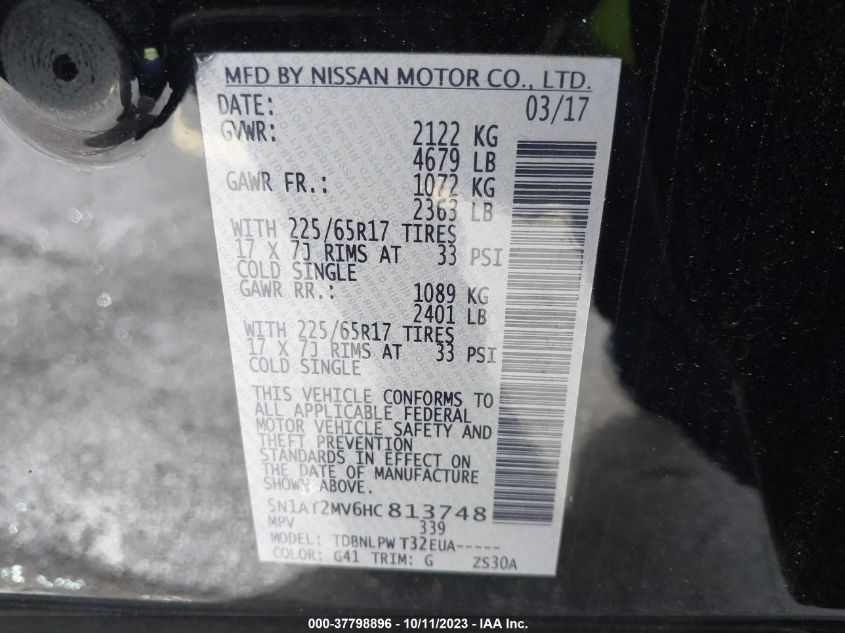 MFD BY NISSAN MOTOR CO., LTD.
DATE: 03/17
GVWR: 2122 KG
4679 LB
GAWR FR.: 1072 KG
2363 LB
WITH 225/65R17 TIRES
17 X 7J RIMS AT 33 PSI
COLD SINGLE
GAWR RR.: 1089 KG
2401 LB
WITH 225/65R17 TIRES
17 X 7J RIMS AT 33 PSI
COLD SINGLE
THIS VEHICLE CONFORMS TO
ALL APPLICABLE FEDERAL
MOTOR VEHICLE SAFETY AND
THEFT PREVENTION
STANDARDS IN EFFECT ON
THE DATE OF MANUFACTURE
SHOWN ABOVE.
5N1AT2MV6HC813748
MPV 339
MODEL: TDBNLPW T32EUA-----
COLOR: G41 TRIM: G ZS30A
000-37798896 - 10/11/2023 - IAA Inc.